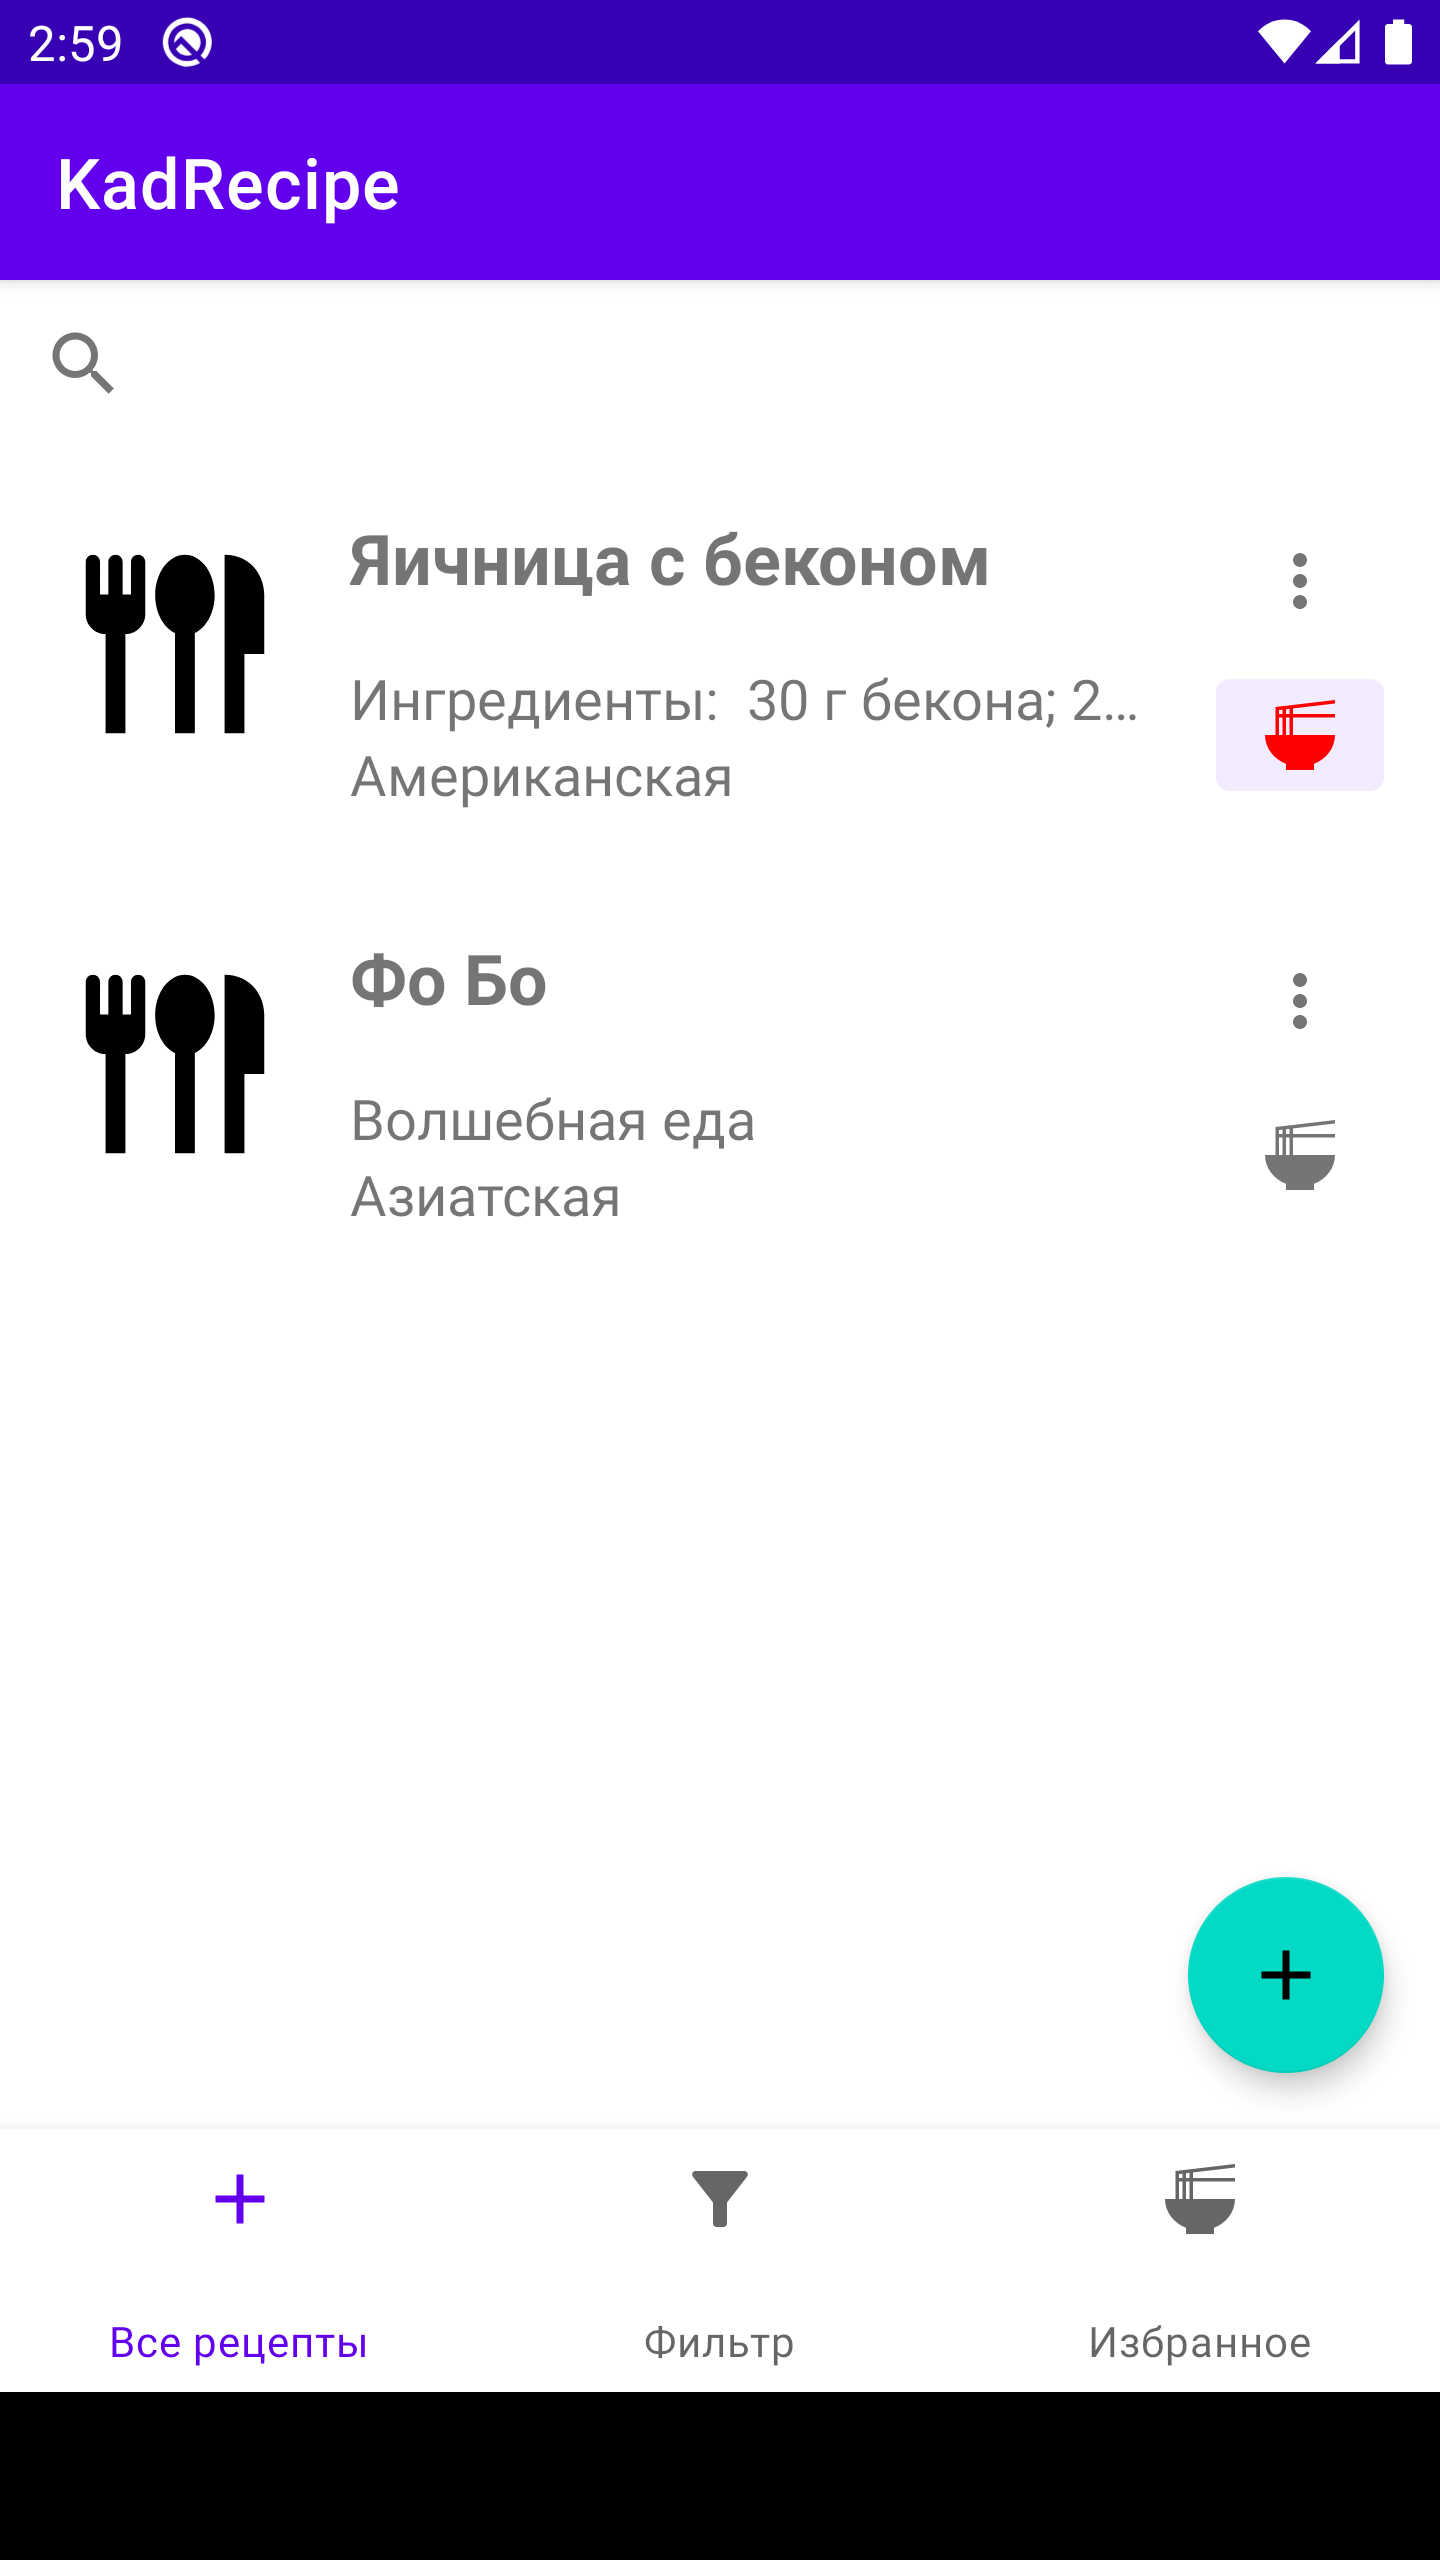 2:59
KadRecipe
Яичница с беконом
Ингредиенты:  30 г бекона; 2…
Американская
Фо Бо
Волшебная еда
Азиатская
Все рецепты
Фильтр
Избранное